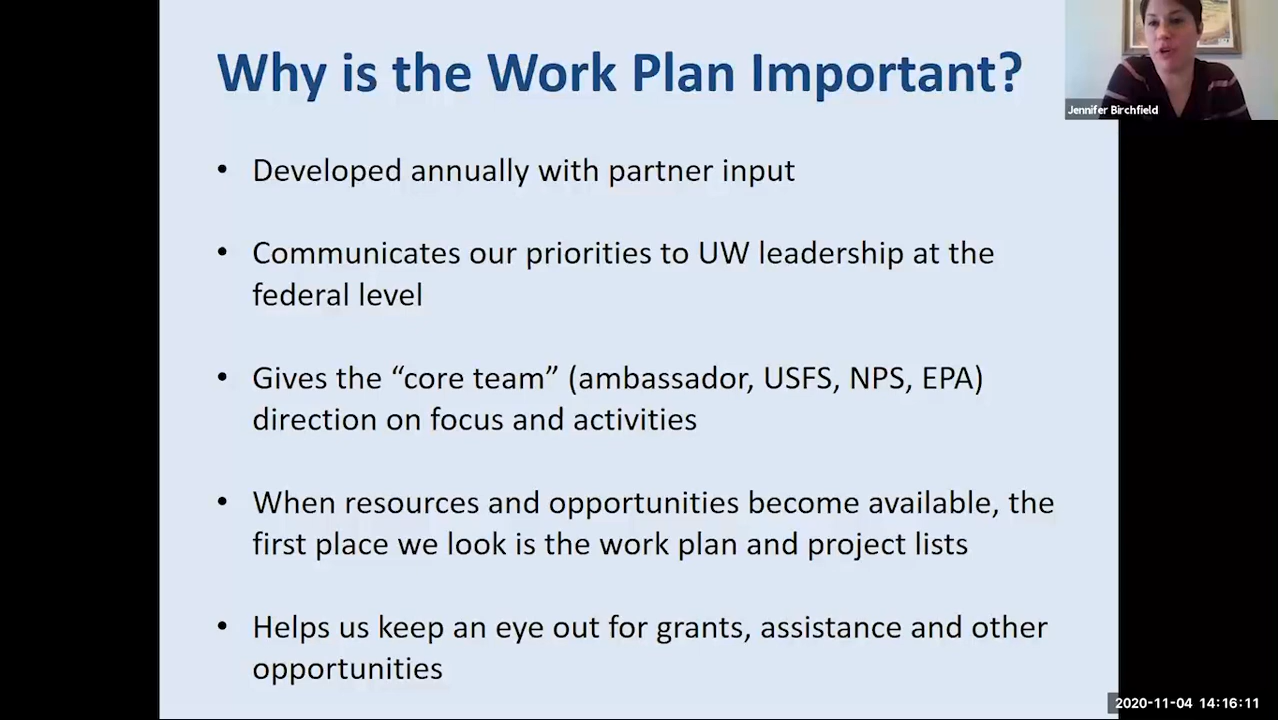 Why is the Work Plan Important?
Jennifer Birchfield
• Developed annually with partner input
• Communicates our priorities to UW leadership at the
federal level
• Gives the “core team” (ambassador, USFS, NPS, EPA)
direction on focus and activities
• When resources and opportunities become available, the
first place we look is the work plan and project lists
• Helps us keep an eye out for grants, assistance and other
opportunities
2020-11-04 14:16:11